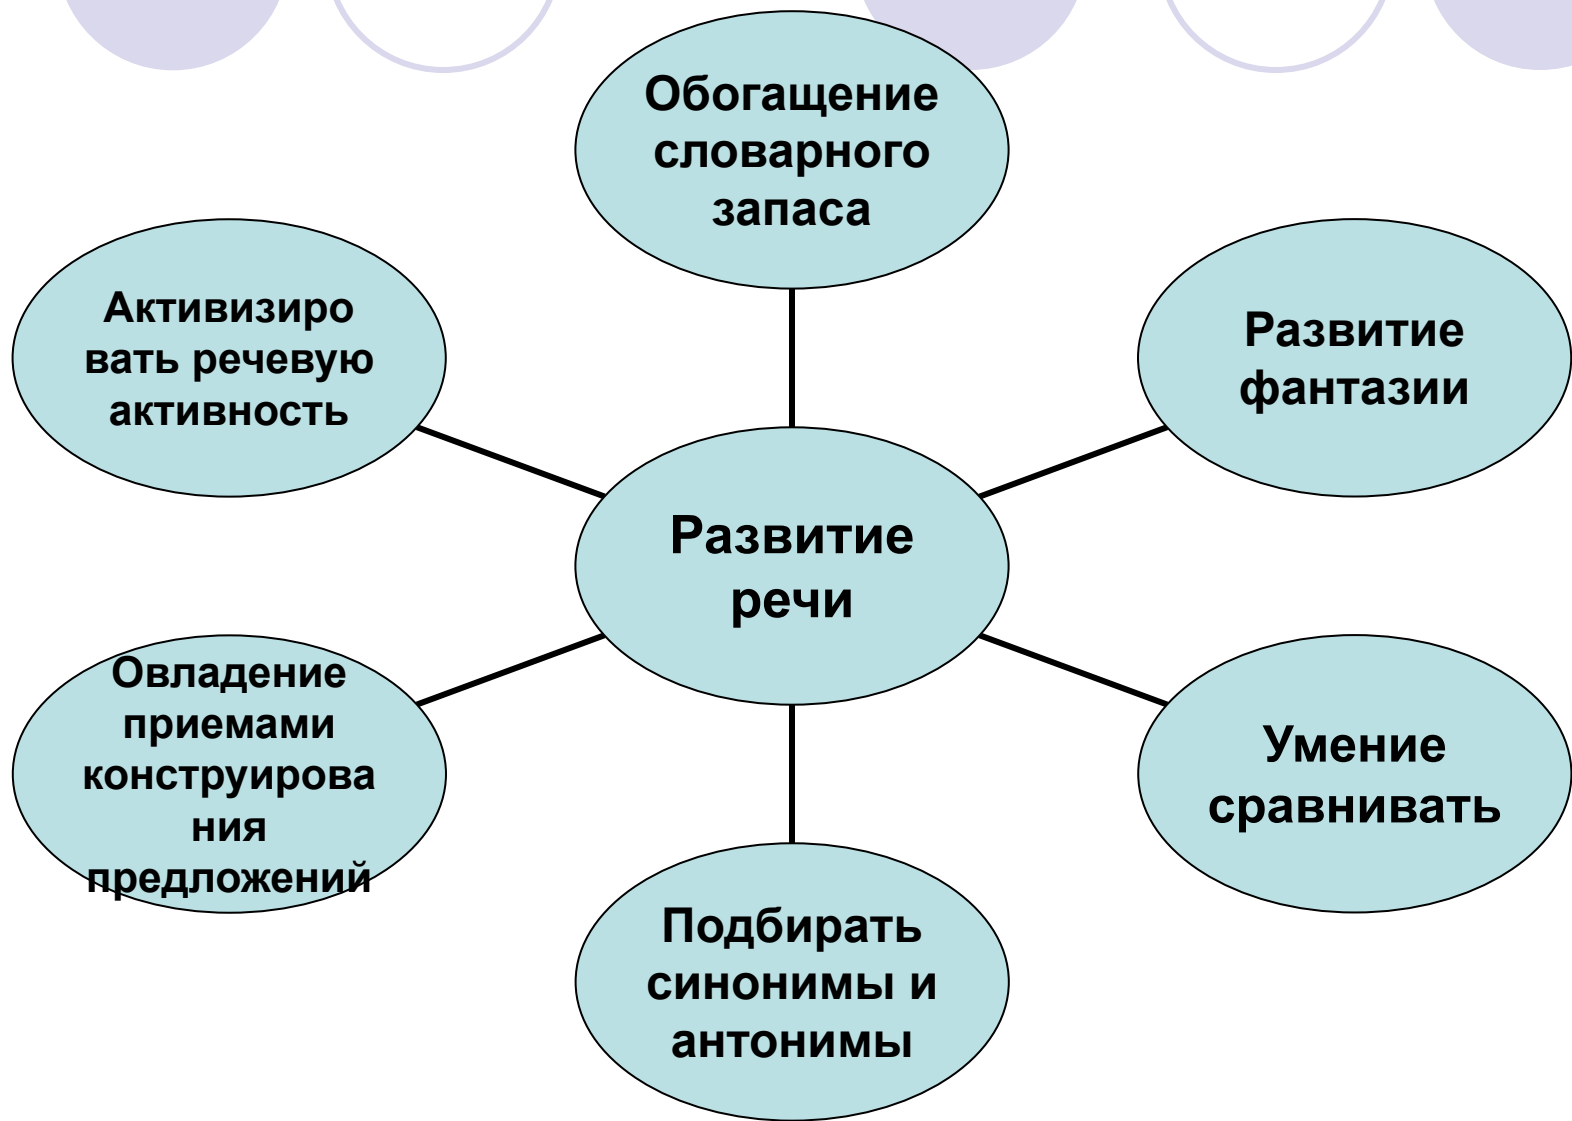 Обогащение
словарного
запаса
Активизиро
вать речевую
активность
Развитие
фантазии
Развитие
речи
Овладение
приемами
конструирова
ния
предложений
Умение
сравнивать
Подбирать
синонимы и
антонимы